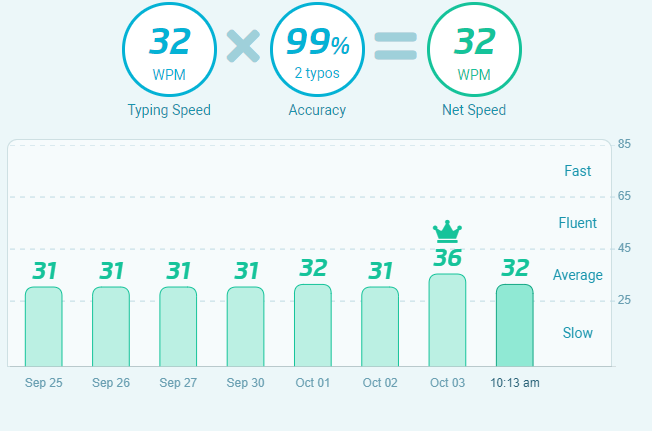 32 99% 32
WPM 2 typos WPM
Typing Speed Accuracy Net Speed
85
Fast
65
Fluent
45
36
31 31 31 31 32 31 32
Average
25
Slow
Sep 25 Sep 26 Sep 27 Sep 30 Oct 01 Oct 02 Oct 03 10:13 am